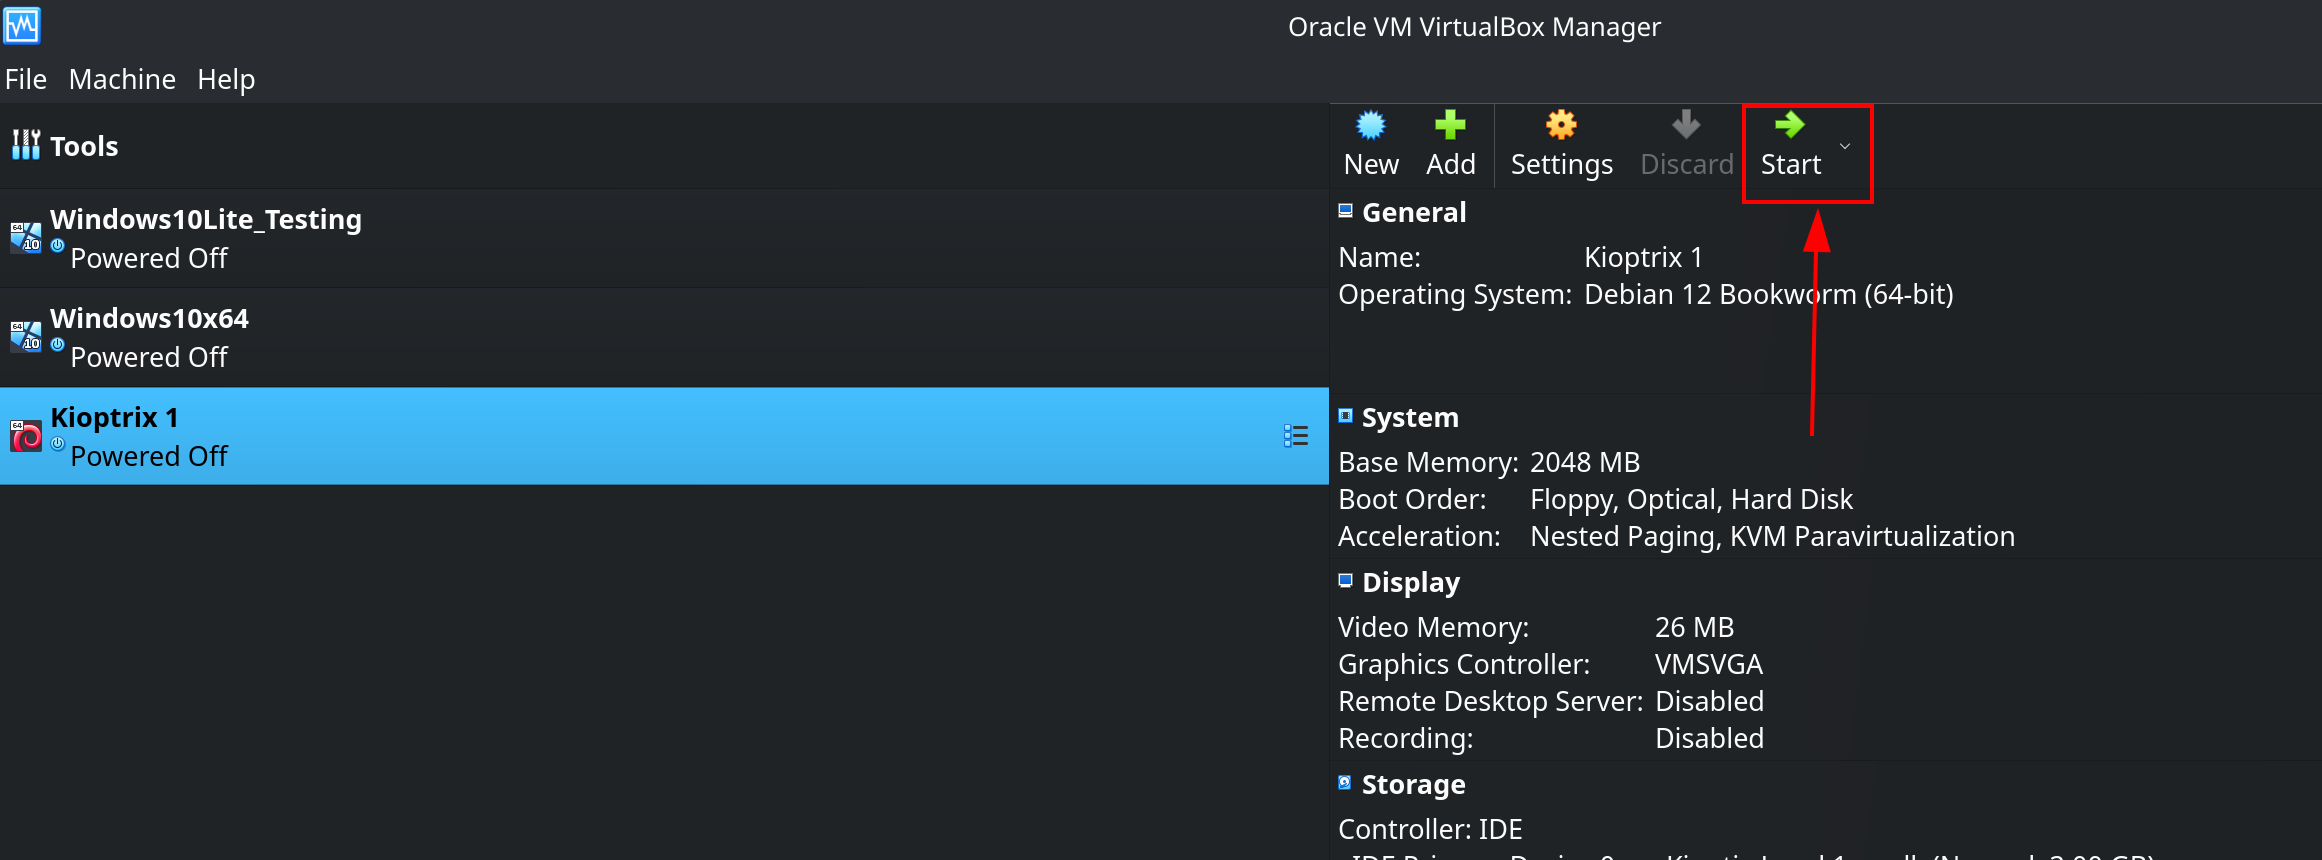 Oracle VM VirtualBox Manager
File Machine Help
Tools
Windows10Lite_Testing
Powered Off
Windows10x64
Powered Off
Kioptrix 1
Powered Off
New Add Settings Discard Start
General
Name: Kioptrix 1
Operating System: Debian 12 Bookworm (64-bit)
System
Base Memory: 2048 MB
Boot Order: Floppy, Optical, Hard Disk
Acceleration: Nested Paging, KVM Paravirtualization
Display
Video Memory: 26 MB
Graphics Controller: VMSVGA
Remote Desktop Server: Disabled
Recording: Disabled
Storage
Controller: IDE